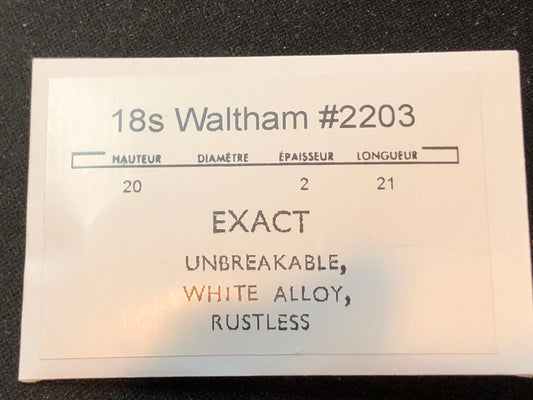 18s Waltham #2203
HAUTEUR DIAMÈTRE ÉPAISSEUR LONGUEUR
20 2 21
EXACT
UNBREAKABLE,
WHITE ALLOY,
RUSTLESS